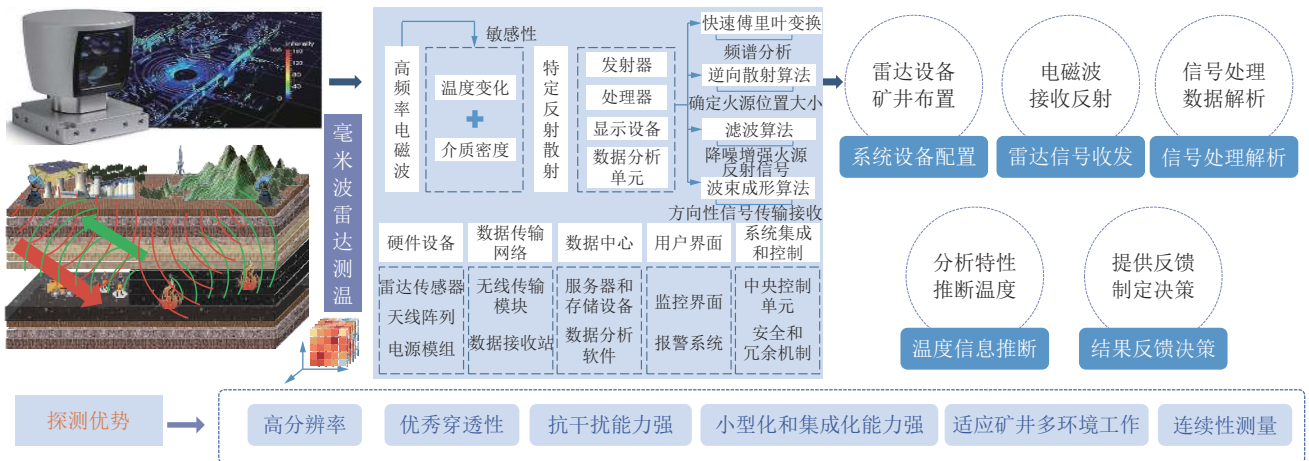 intensity
毫米波雷达测温
高频率电磁波
敏感性
温度变化
介质密度
特定反射散射
发射器
处理器
显示设备
数据分析
单元
快速傅里叶变换
频谱分析
逆向散射算法
确定火源位置大小
滤波算法
降噪增强火源
反射信号
波束成形算法
方向性信号传输接收
硬件设备
雷达传感器
天线阵列
电源模组
数据传输
网络
无线传输
模块
数据接收站
数据中心
服务器和
存储设备
数据分析
软件
用户界面
监控界面
报警系统
系统集成
和控制
中央控制
单元
安全和
冗余机制
雷达设备
矿井布置
系统设备配置
电磁波
接收反射
雷达信号收发
信号处理
数据解析
信号处理解析
分析特性
推断温度
温度信息推断
提供反馈
制定决策
结果反馈决策
探测优势
高分辨率
优秀穿透性
抗干扰能力强
小型化和集成化能力强
适应矿井多环境工作
连续性测量